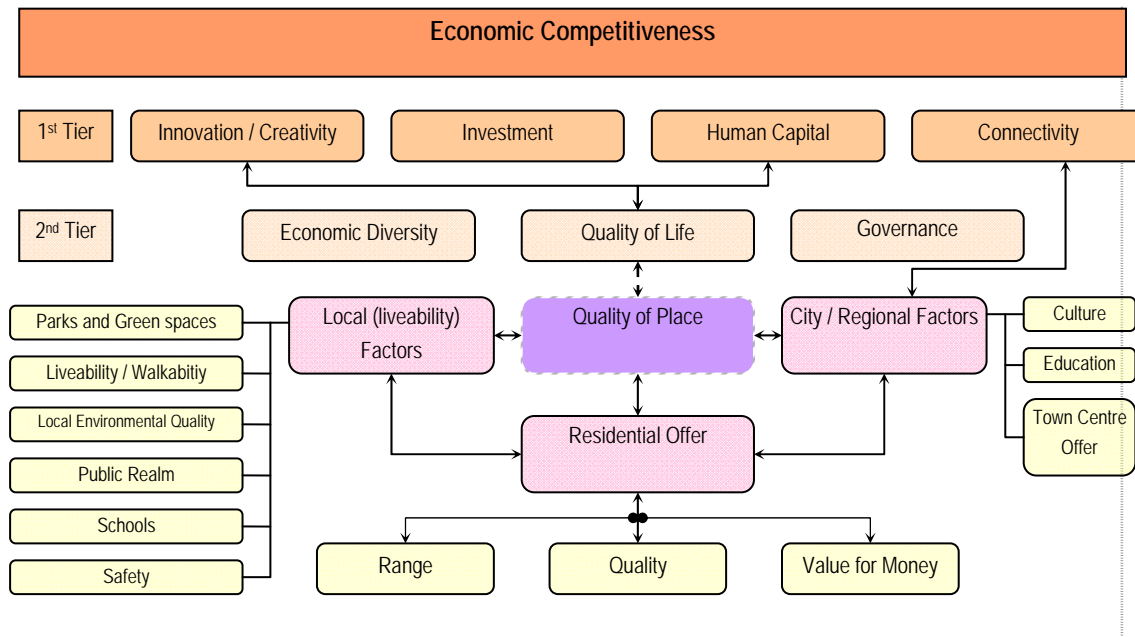 Economic Competitiveness
1st Tier
Innovation / Creativity
Investment
Human Capital
Connectivity
2nd Tier
Economic Diversity
Quality of Life
Governance
Parks and Green spaces
Liveability / Walkabitiy
Local Environmental Quality
Public Realm
Schools
Safety
Local (liveability)
Factors
Quality of Place
City / Regional Factors
Culture
Education
Town Centre
Offer
Residential Offer
Range
Quality
Value for Money